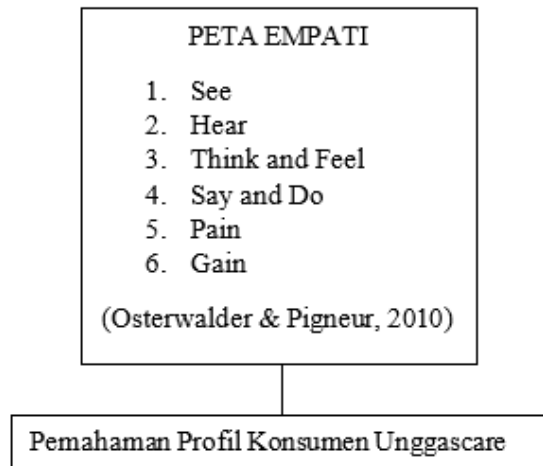 PETA EMPATI
1. See
2. Hear
3. Think and Feel
4. Say and Do
5. Pain
6. Gain
(Osterwalder & Pigneur, 2010)
Pemahaman Profil Konsumen Unggascare